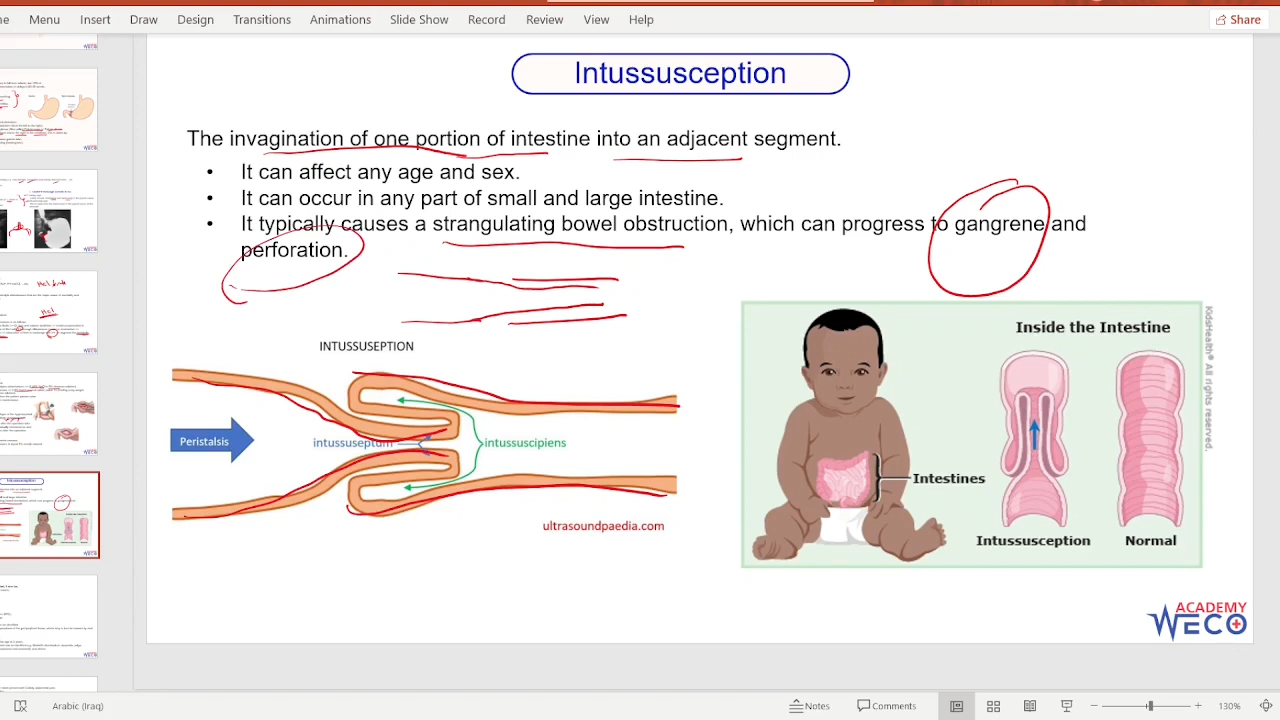 Menu Insert Draw Design Transitions Animations Slide Show Record Review View Help Share
Intussusception
The invagination of one portion of intestine into an adjacent segment.
• It can affect any age and sex.
• It can occur in any part of small and large intestine.
• It typically causes a strangulating bowel obstruction, which can progress to gangrene and
perforation.
INTUSSUSEPTION
Peristalsis
intussuseptum
intussuscipiens
ultrasoundpaedia.com
Inside the Intestine
Intestines
Intussusception
Normal
KidsHealth® All rights reserved.
ACADEMY
WECO
Arabic (Iraq)
Notes Comments 130%